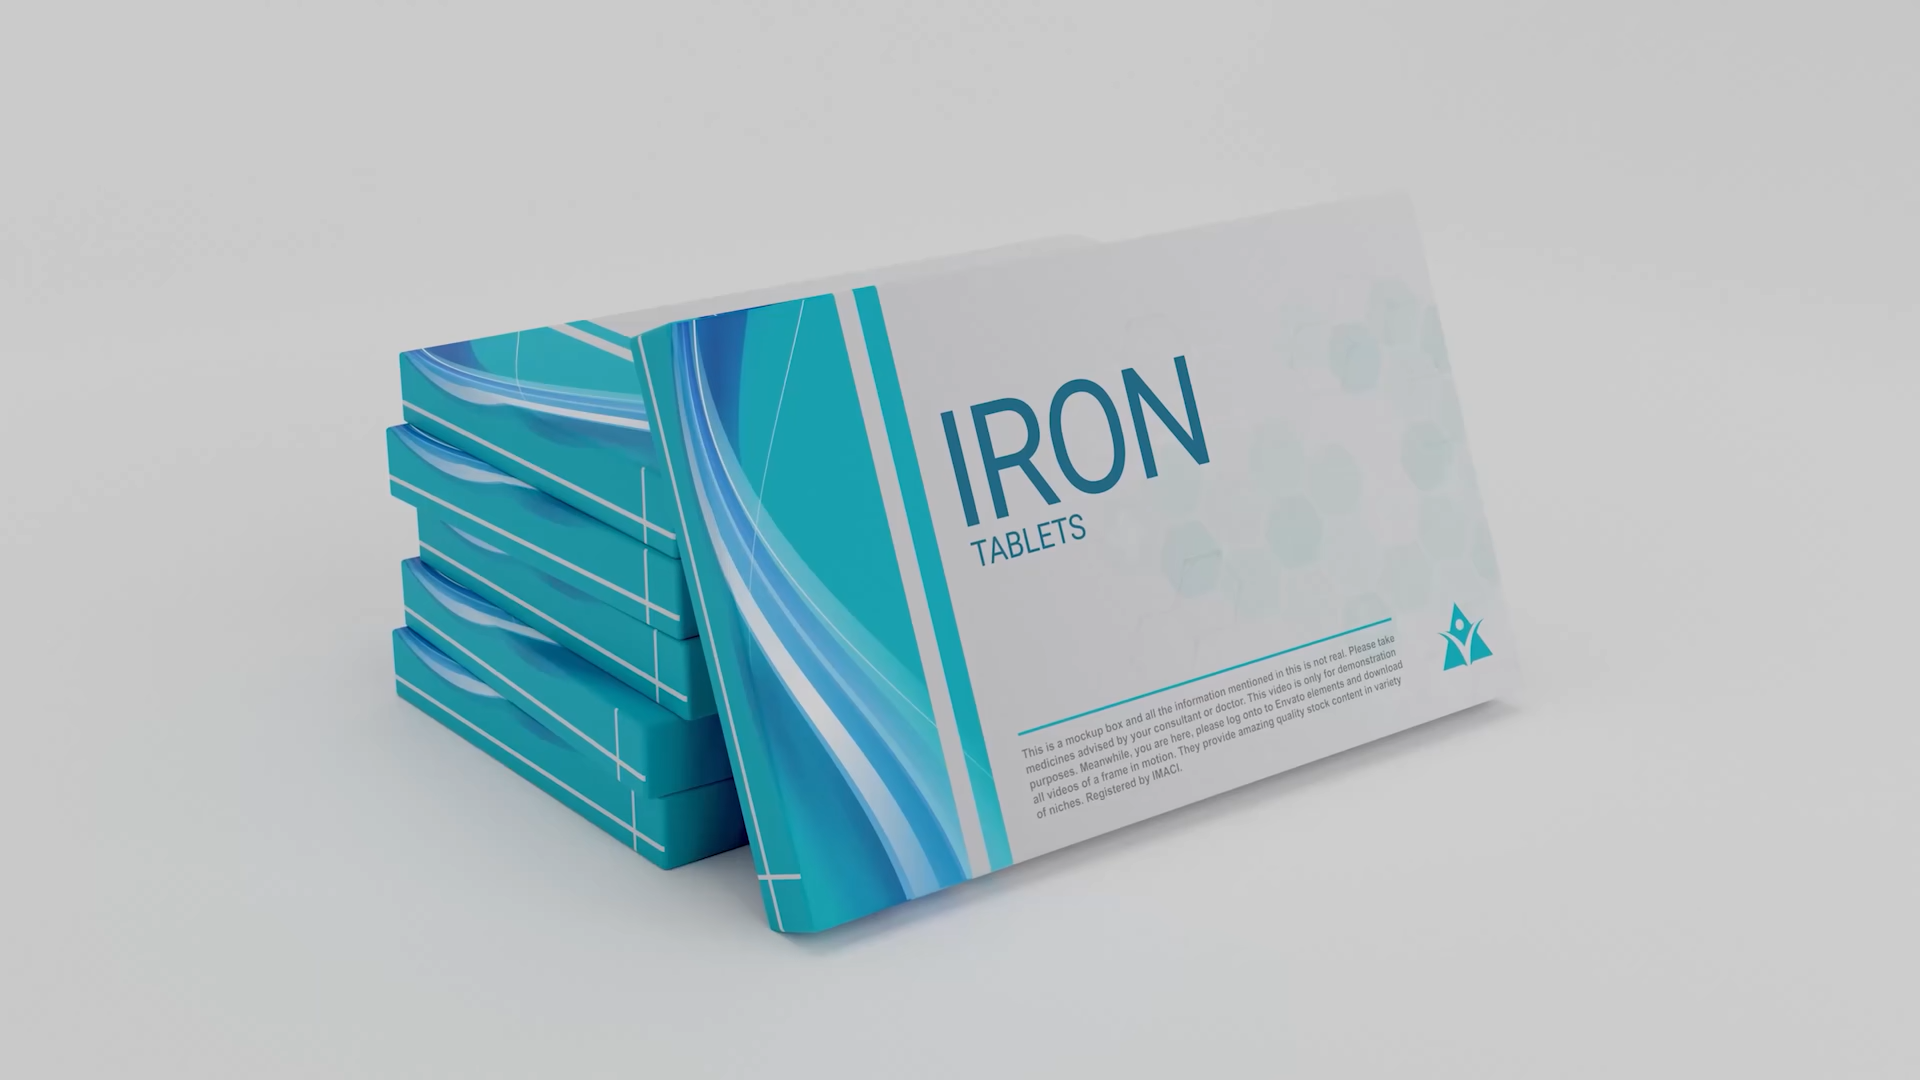 IRON
TABLETS
This is a mockup box and all the information mentioned in this is not real. Please take
medicines advised by your consultant or doctor. This video is only for demonstration
purposes. Meanwhile, you are here, please log onto to Envato elements and download
all videos of a frame in motion. They provide amazing quality stock content in variety
of niches. Registered by IMACI.